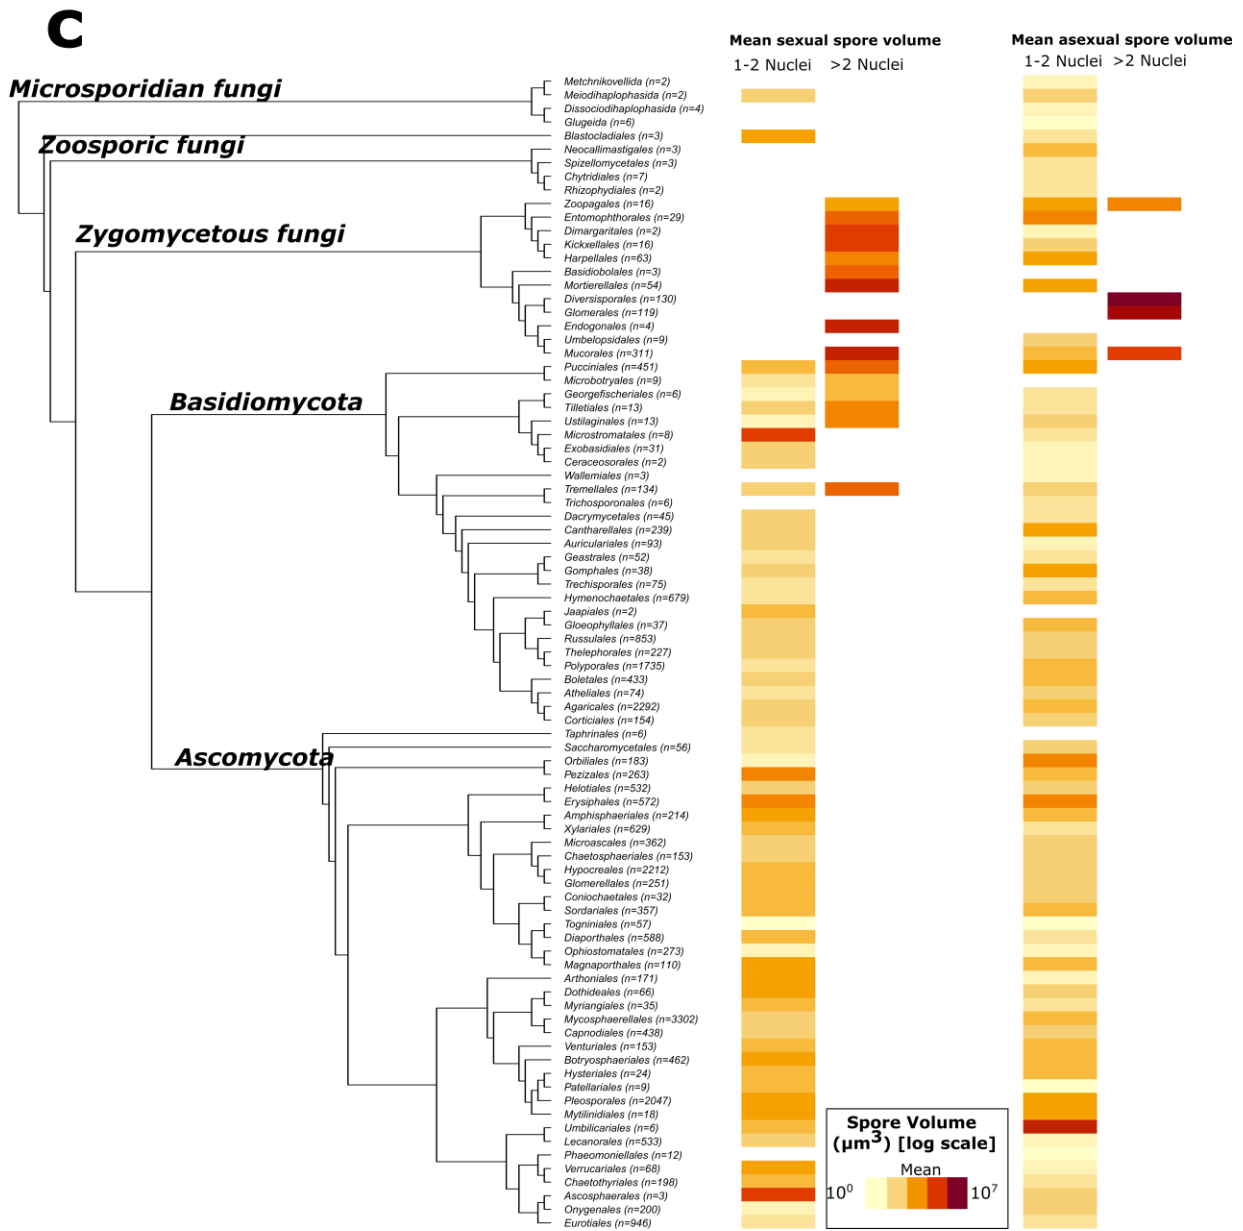 C
Mean sexual spore volume
Mean asexual spore volume
1-2 Nuclei
>2 Nuclei
1-2 Nuclei
>2 Nuclei
Microsporidian fungi
Zoosporic fungi
Zygomycetous fungi
Basidiomycota
Ascomycota
Metchnikovellida (n=2)
Meiodihaplophasida (n=2)
Dissociodihaplophasida (n=4)
Glugeida (n=6)
Blastocladiales (n=3)
Neocallimastigales (n=3)
Spizellomycetales (n=3)
Chytridiales (n=7)
Rhizophydiales (n=2)
Zoopagales (n=16)
Entomophthorales (n=29)
Dimargaritales (n=2)
Kickxellales (n=16)
Harpellales (n=63)
Basidiobolales (n=3)
Mortierellales (n=54)
Diversisporales (n=130)
Glomerales (n=119)
Endogonales (n=4)
Umbelopsidales (n=9)
Mucorales (n=311)
Pucciniales (n=451)
Microbotryales (n=9)
Georgefischeriales (n=6)
Tilletiales (n=13)
Ustilaginales (n=13)
Microstromatales (n=8)
Exobasidiales (n=31)
Ceraceosorales (n=2)
Wallemiales (n=3)
Tremellales (n=134)
Trichosporonales (n=6)
Dacrymycetales (n=45)
Cantharellales (n=239)
Auriculariales (n=93)
Geastrales (n=52)
Gomphales (n=38)
Trechisporales (n=75)
Hymenochaetales (n=679)
Jaapiales (n=2)
Gloeophyllales (n=37)
Russulales (n=853)
Thelephorales (n=227)
Polyporales (n=1735)
Boletales (n=433)
Atheliales (n=74)
Agaricales (n=2292)
Corticiales (n=154)
Taphrinales (n=6)
Saccharomycetales (n=56)
Orbiliales (n=183)
Pezizales (n=263)
Helotiales (n=532)
Erysiphales (n=572)
Amphisphaeriales (n=214)
Xylariales (n=629)
Microascales (n=362)
Chaetosphaeriales (n=153)
Hypocreales (n=2212)
Glomerellales (n=251)
Coniochaetales (n=32)
Sordariales (n=357)
Togniniales (n=57)
Diaporthales (n=588)
Ophiostomatales (n=273)
Magnaporthales (n=110)
Arthoniales (n=171)
Dothideales (n=66)
Myriangiales (n=35)
Mycosphaerellales (n=3302)
Capnodiales (n=438)
Venturiales (n=153)
Botryosphaeriales (n=462)
Hysteriales (n=24)
Patellariales (n=9)
Pleosporales (n=2047)
Mytilinidiales (n=18)
Umbilicariales (n=6)
Lecanorales (n=533)
Phaeomoniellales (n=12)
Verrucariales (n=68)
Chaetothyriales (n=198)
Ascosphaerales (n=3)
Onygenales (n=200)
Eurotiales (n=946)
Spore Volume
(µm³) [log scale]
Mean
10⁰
10⁷